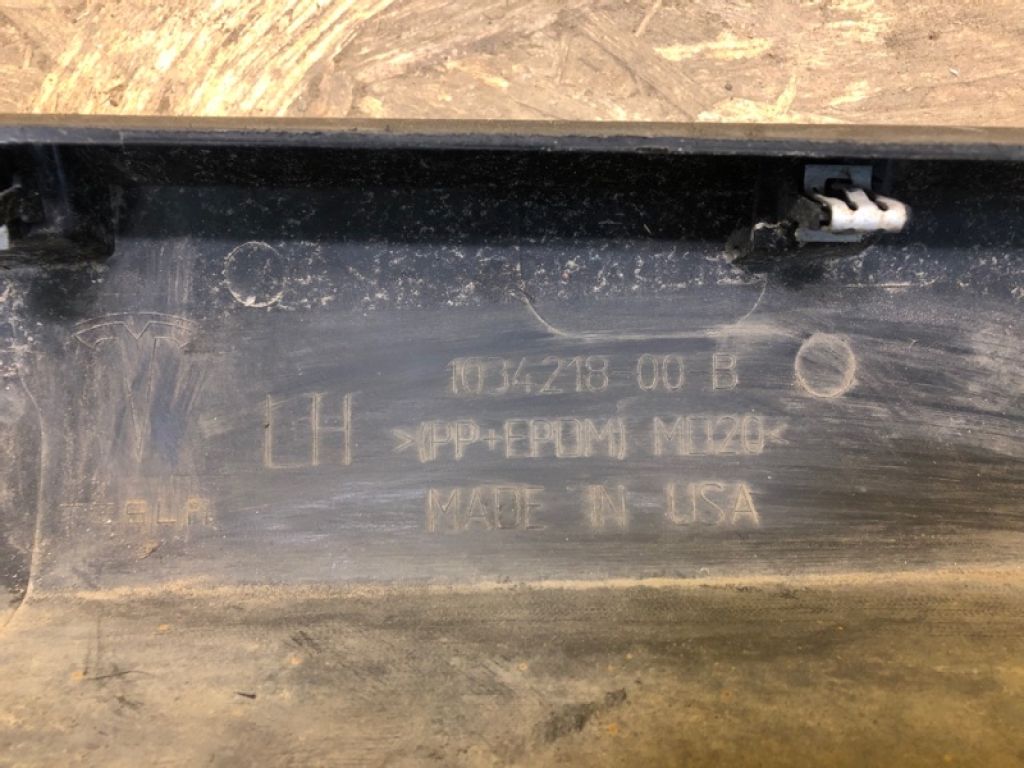 1034218-00 B
LH
>(PP+EPDM) MD20<
MADE IN USA